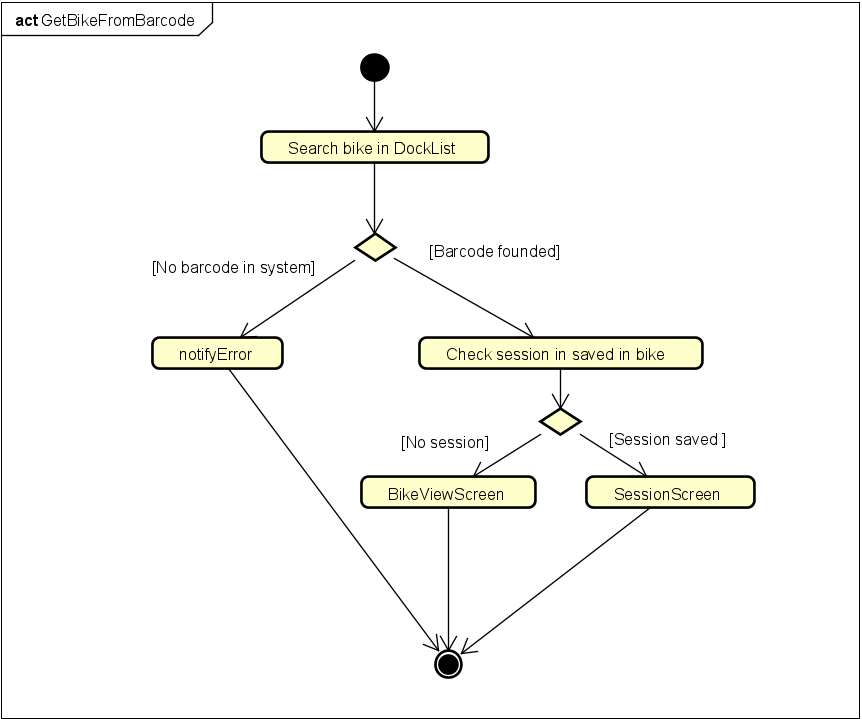 act GetBikeFromBarcode
Search bike in DockList
[No barcode in system]
[Barcode founded]
notifyError
Check session in saved in bike
[No session]
[Session saved ]
BikeViewScreen
SessionScreen